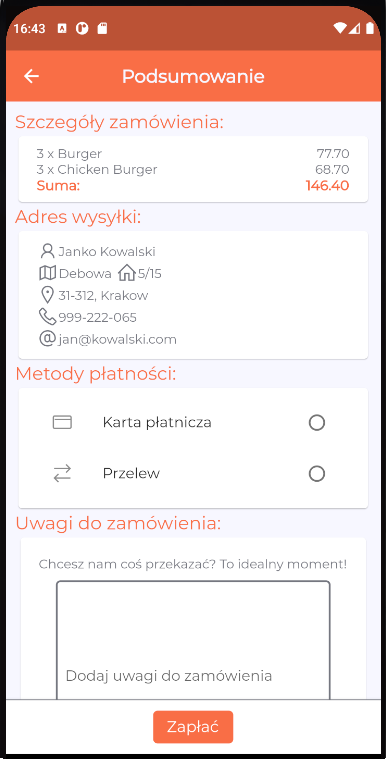 16:43
Podsumowanie
Szczegóły zamówienia:
3 x Burger 77.70
3 x Chicken Burger 68.70
Suma: 146.40
Adres wysyłki:
Janko Kowalski
Debowa 5/15
31-312, Krakow
999-222-065
jan@kowalski.com
Metody płatności:
Karta płatnicza
Przelew
Uwagi do zamówienia:
Chcesz nam coś przekazać? To idealny moment!
Dodaj uwagi do zamówienia
Zapłać